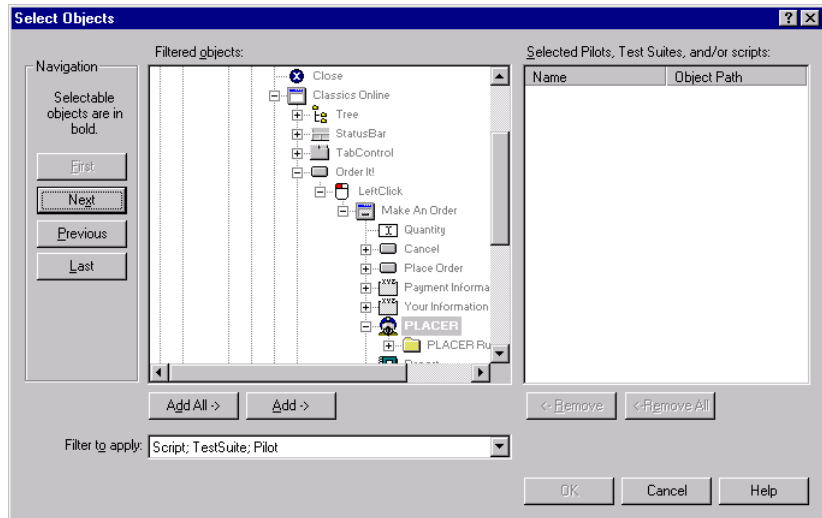 Select Objects
Filtered objects:
Selected Pilots, Test Suites, and/or scripts:
Navigation
Selectable
objects are in
bold.
First
Next
Previous
Last
Close
Classics Online
Tree
StatusBar
TabControl
Order It!
LeftClick
Make An Order
Quantity
Cancel
Place Order
Payment Informa
Your Information
PLACER
PLACER Ru
Name Object Path
Add All ->
Add ->
<- Remove
<-Remove All
Filter to apply: Script; TestSuite; Pilot
OK
Cancel
Help